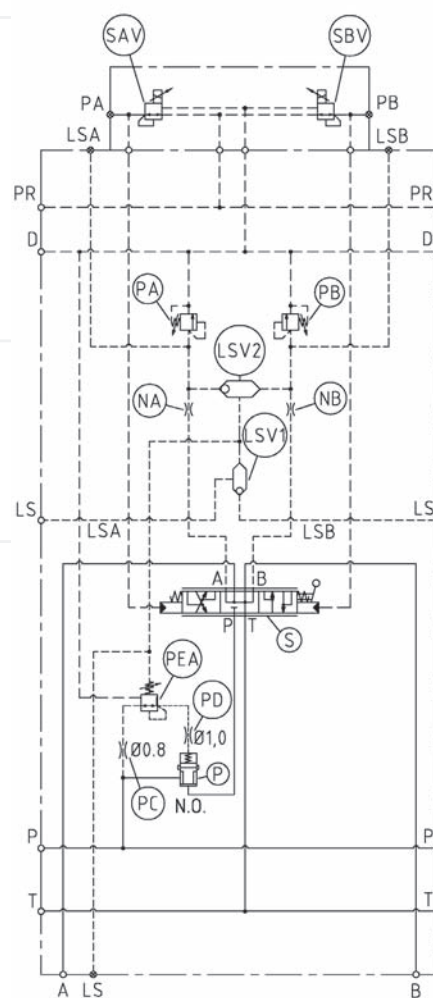 SAV SBV
PA PB
LSA LSB
PR PR
D D
PA PB
LSV2
NA NB
LSV1
LS LS
LSA LSB
A B
P T
S
PEA
PD
Ø0.8 Ø1,0
P
PC N.O.
P P
T T
A LS B